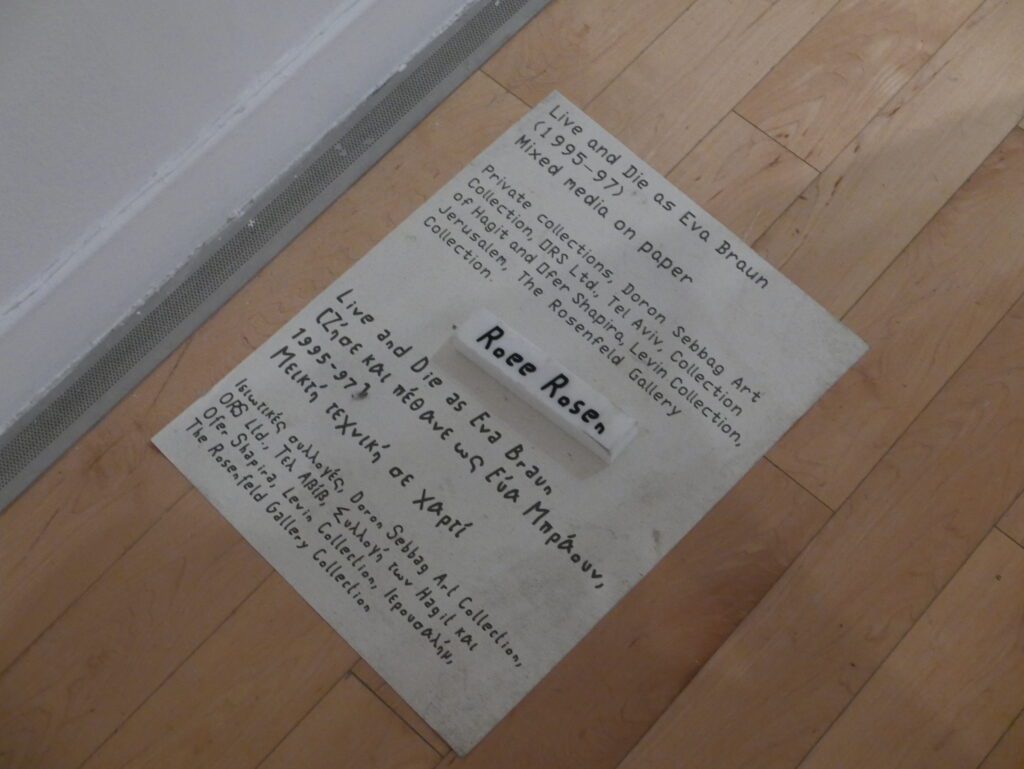 Live and Die as Eva Braun
(1995-97)
Mixed media on paper
Private collections, Doron Sebbag Art
Collection, ORS Ltd., Tel Aviv, Collection
of Hagit and Ofer Shapira, Levin Collection,
Jerusalem, The Rosenfeld Gallery
Collection.
Roee Rosen
Live and Die as Eva Braun
[Ζήσε και πέθανε ως Εύα Μπράουν,
1995-97}
Μεικτή τεχνική σε χαρτί
Ιδιωτικές συλλογές, Doron Sebbag Art Collection,
ORS Ltd. Τελ Αβίβ, Συλλογή των Hagit και
Ofer Shapira, Levin Collection, Ιερουσαλήμ,
The Rosenfeld Gallery Collection